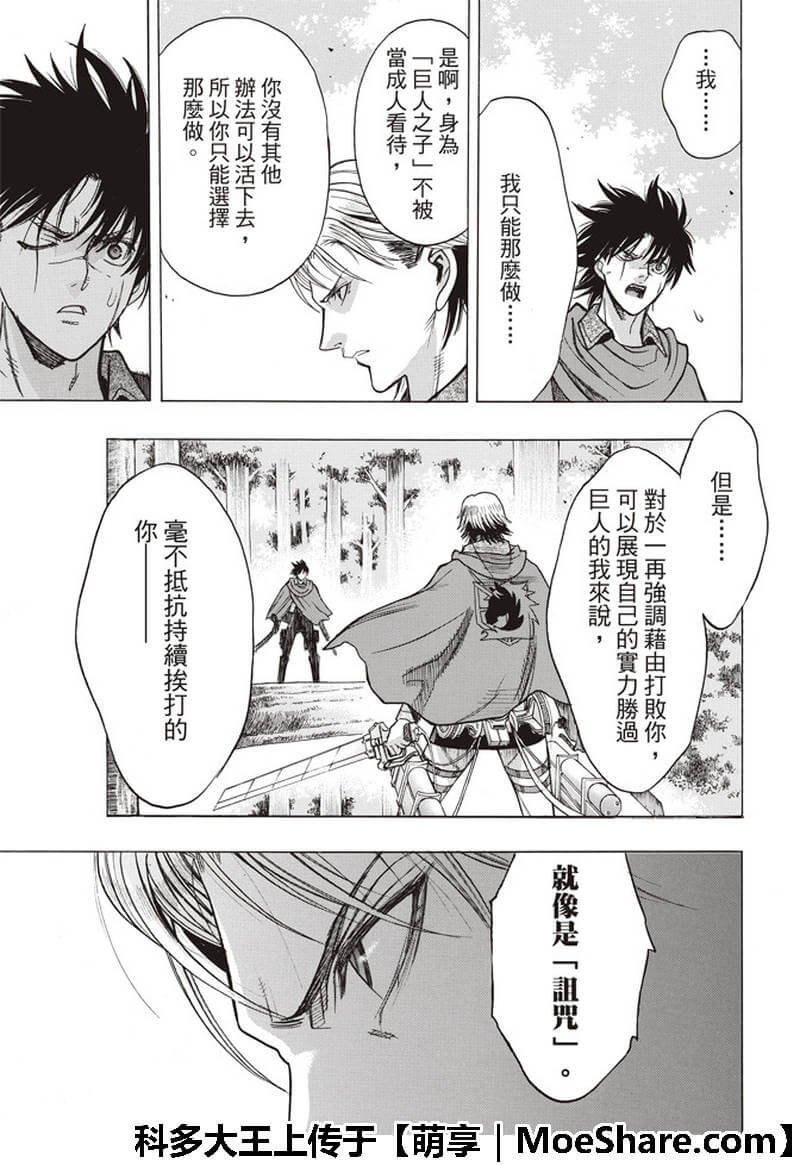 …我……
我只能那麼做……
是啊，身為
「巨人之子」不被
當成人看待，
你沒有其他
辦法可以活下去，
所以你只能選擇
那麼做。
但是……
對於一再強調藉由打敗你，
可以展現自己的實力勝過
巨人的我來說，
毫不抵抗持續挨打的
你——
就像是「詛咒」。
科多大王上传于【萌享 | MoeShare.com】